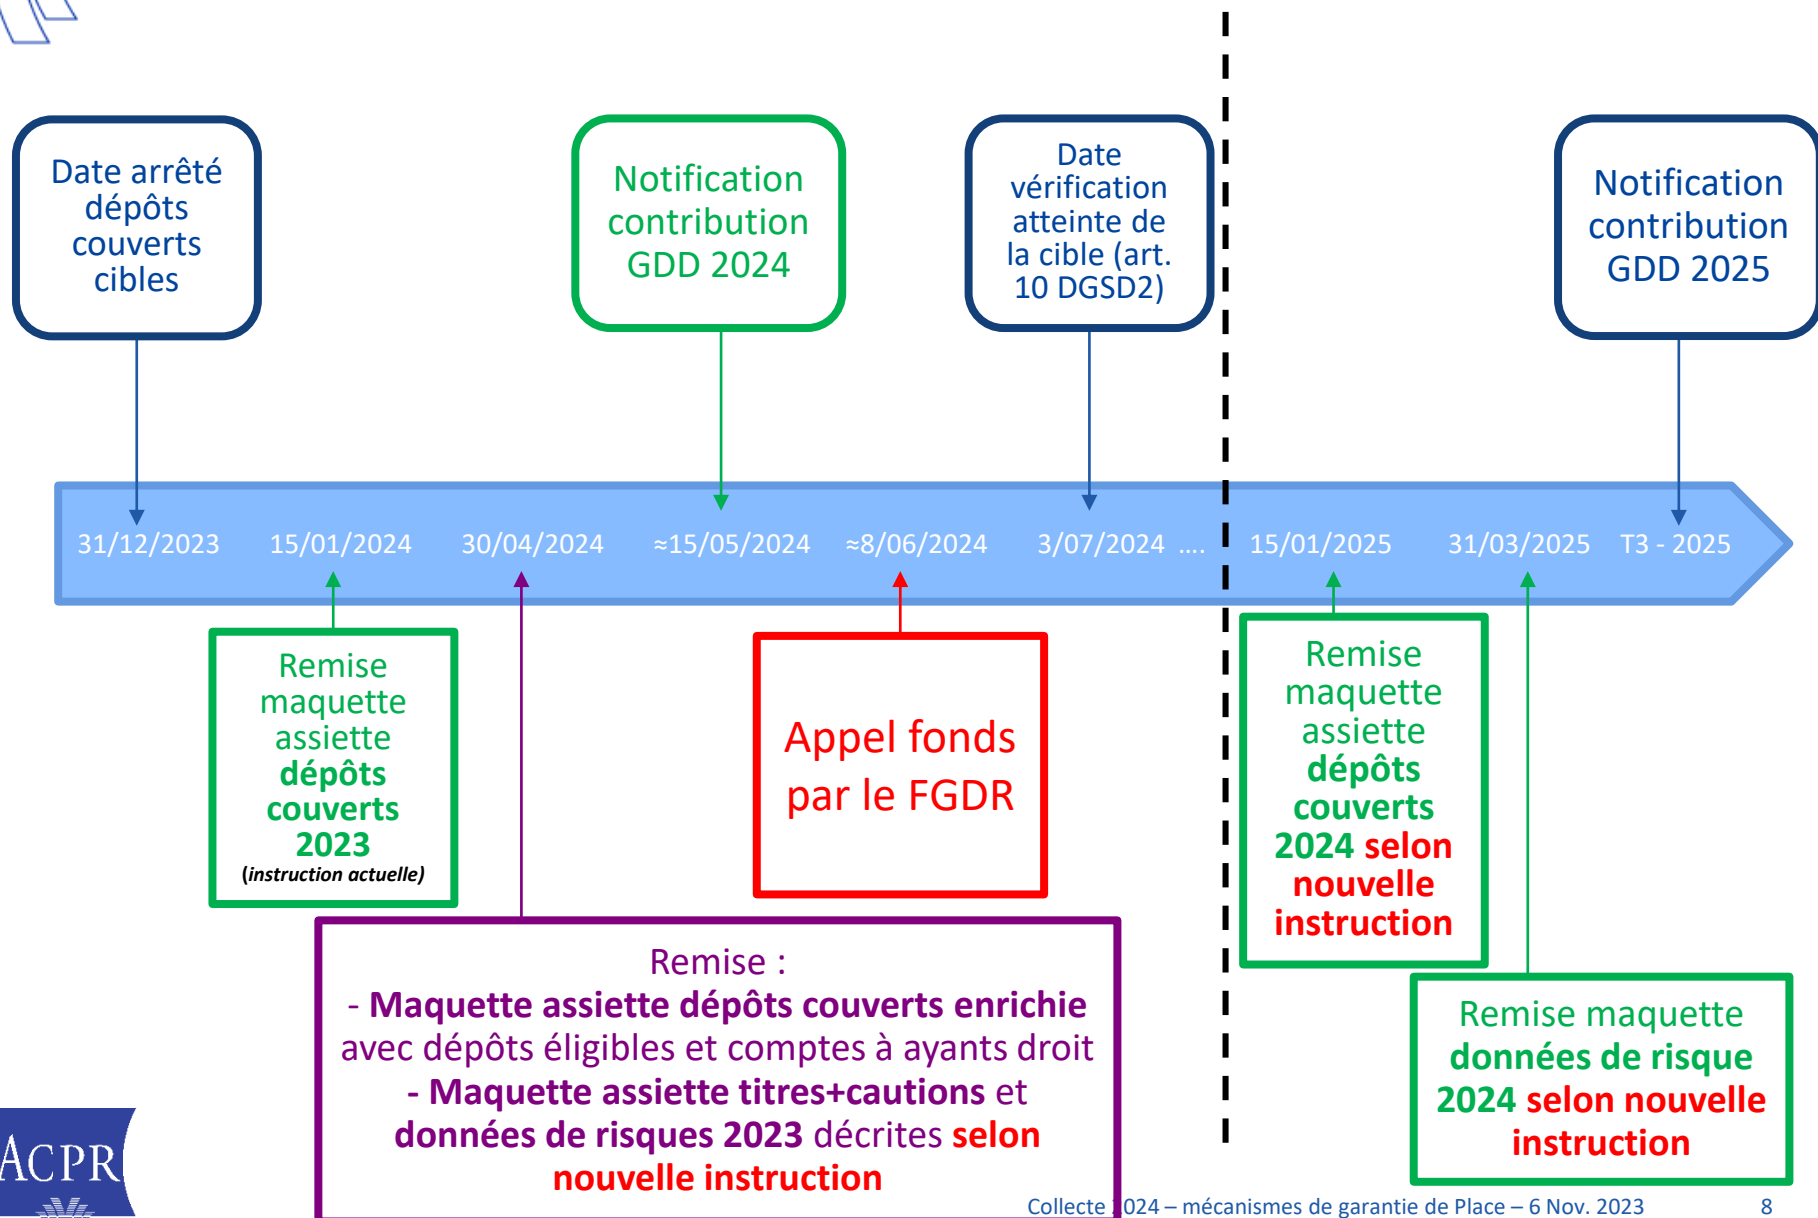 Date arrêté
dépôts
couverts
cibles
Notification
contribution
GDD 2024
Date
vérification
atteinte de
la cible (art.
10 DGSD2)
Notification
contribution
GDD 2025
31/12/2023
15/01/2024
30/04/2024
≈15/05/2024
≈8/06/2024
3/07/2024 ....
15/01/2025
31/03/2025
T3 - 2025
Remise
maquette
assiette
dépôts
couverts
2023
(instruction actuelle)
Appel fonds
par le FGDR
Remise
maquette
assiette
dépôts
couverts
2024 selon
nouvelle
instruction
Remise :
- Maquette assiette dépôts couverts enrichie
avec dépôts éligibles et comptes à ayants droit
- Maquette assiette titres+cautions et
données de risques 2023 décrites selon
nouvelle instruction
Remise maquette
données de risque
2024 selon nouvelle
instruction
ACPR
Collecte 2024 – mécanismes de garantie de Place – 6 Nov. 2023
8